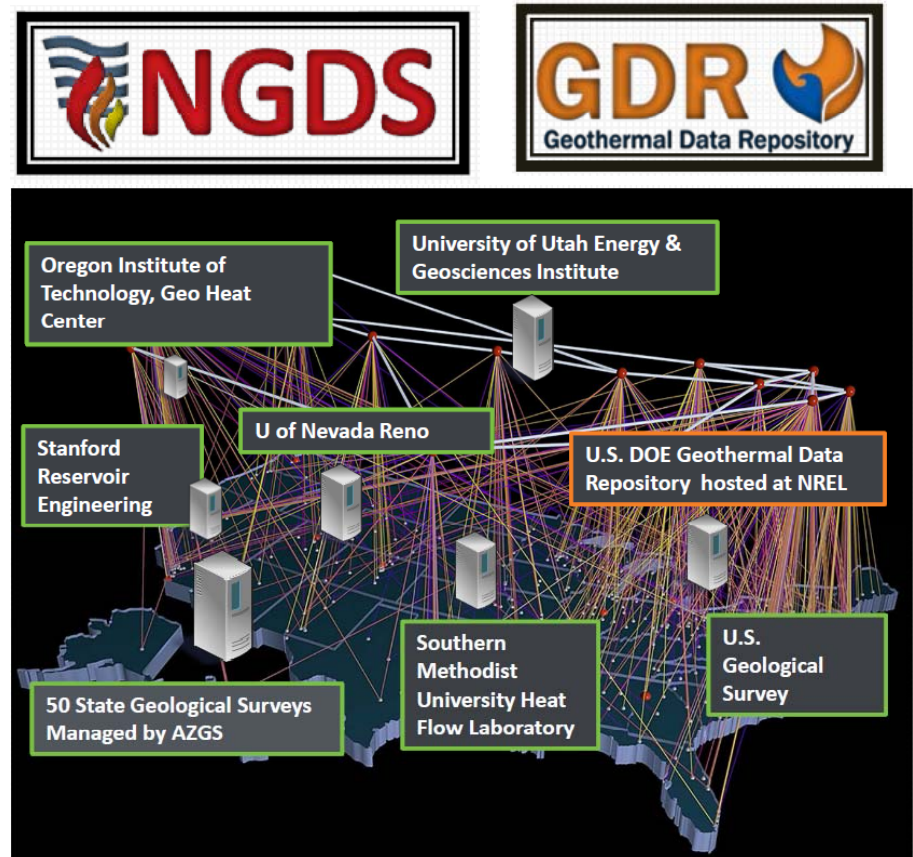 NGDS
GDR
Geothermal Data Repository
Oregon Institute of
Technology, Geo Heat
Center
University of Utah Energy &
Geosciences Institute
Stanford
Reservoir
Engineering
U of Nevada Reno
U.S. DOE Geothermal Data
Repository hosted at NREL
50 State Geological Surveys
Managed by AZGS
Southern
Methodist
University Heat
Flow Laboratory
U.S.
Geological
Survey